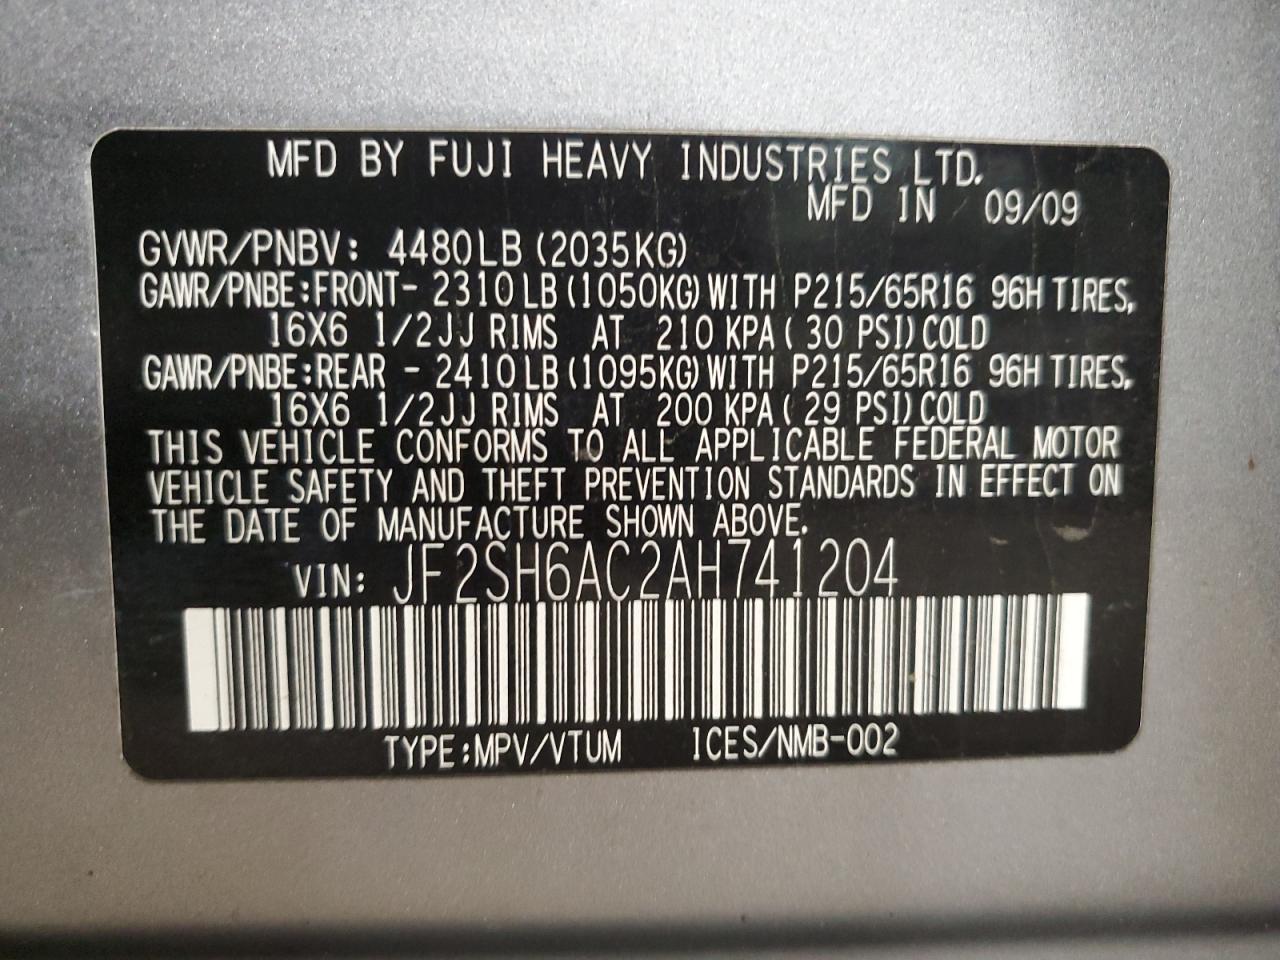 MFD BY FUJI HEAVY INDUSTRIES LTD.
MFD IN 09/09
GVWR/PNBV: 4480LB (2035KG)
GAWR/PNBE:FRONT- 2310LB(1050KG)WITH P215/65R16 96H TIRES,
16X6 1/2JJ RIMS AT 210 KPA( 30 PSI)COLD
GAWR/PNBE:REAR - 2410LB(1095KG)WITH P215/65R16 96H TIRES,
16X6 1/2JJ RIMS AT 200 KPA( 29 PSI)COLD
THIS VEHICLE CONFORMS TO ALL APPLICABLE FEDERAL MOTOR
VEHICLE SAFETY AND THEFT PREVENTION STANDARDS IN EFFECT ON
THE DATE OF MANUFACTURE SHOWN ABOVE.
VIN: JF2SH6AC2AH741204
TYPE:MPV/VTUM ICES/NMB-002